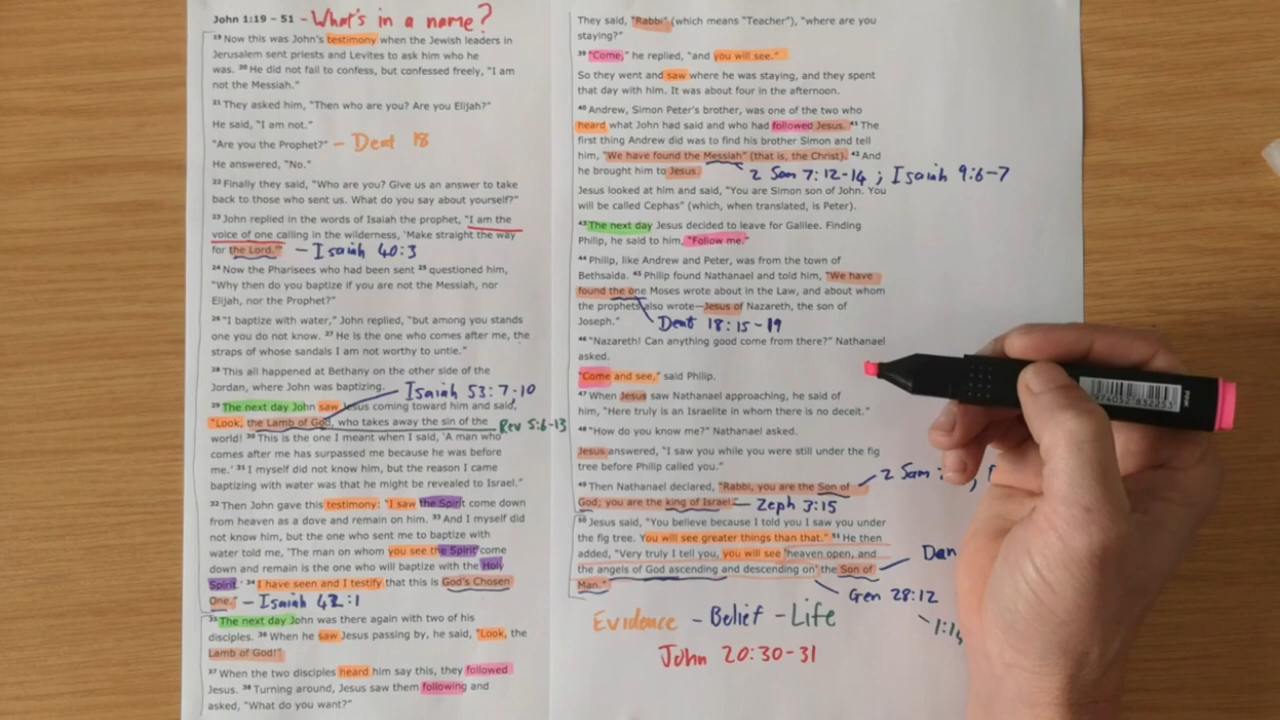 John 1:19 - 51 - What's in a name?
19 Now this was John's testimony when the Jewish leaders in
Jerusalem sent priests and Levites to ask him who he
was. 20 He did not fail to confess, but confessed freely, "I am
not the Messiah."
21 They asked him, "Then who are you? Are you Elijah?"
He said, "I am not."
"Are you the Prophet?" - Deut 18
He answered, "No."
22 Finally they said, "Who are you? Give us an answer to take
back to those who sent us. What do you say about yourself?"
23 John replied in the words of Isaiah the prophet, "I am the
voice of one calling in the wilderness, 'Make straight the way
for the Lord.'" - Isaiah 40:3
24 Now the Pharisees who had been sent 25 questioned him,
"Why then do you baptize if you are not the Messiah, nor
Elijah, nor the Prophet?"
26 "I baptize with water," John replied, "but among you stands
one you do not know. 27 He is the one who comes after me, the
straps of whose sandals I am not worthy to untie."
28 This all happened at Bethany on the other side of the
Jordan, where John was baptizing. Isaiah 53:7-10
29 The next day John saw Jesus coming toward him and said,
"Look, the Lamb of God, who takes away the sin of the Rev 5:6-13
world! 30 This is the one I meant when I said, 'A man who
comes after me has surpassed me because he was before
me.' 31 I myself did not know him, but the reason I came
baptizing with water was that he might be revealed to Israel."
32 Then John gave this testimony: "I saw the Spirit come down
from heaven as a dove and remain on him. 33 And I myself did
not know him, but the one who sent me to baptize with
water told me, 'The man on whom you see the Spirit come
down and remain is the one who will baptize with the Holy
Spirit.' 34 I have seen and I testify that this is God's Chosen
One." - Isaiah 42:1
35 The next day John was there again with two of his
disciples. 36 When he saw Jesus passing by, he said, "Look, the
Lamb of God!"
37 When the two disciples heard him say this, they followed
Jesus. 38 Turning around, Jesus saw them following and
asked, "What do you want?"
They said, "Rabbi" (which means "Teacher"), "where are you
staying?"
39 "Come," he replied, "and you will see."
So they went and saw where he was staying, and they spent
that day with him. It was about four in the afternoon.
40 Andrew, Simon Peter's brother, was one of the two who
heard what John had said and who had followed Jesus. 41 The
first thing Andrew did was to find his brother Simon and tell
him, "We have found the Messiah" (that is, the Christ). 42 And
he brought him to Jesus. 2 Sam 7:12-14 ; Isaiah 9:6-7
Jesus looked at him and said, "You are Simon son of John. You
will be called Cephas" (which, when translated, is Peter).
43 The next day Jesus decided to leave for Galilee. Finding
Philip, he said to him, "Follow me."
44 Philip, like Andrew and Peter, was from the town of
Bethsaida. 45 Philip found Nathanael and told him, "We have
found the one Moses wrote about in the Law, and about whom
the prophets also wrote—Jesus of Nazareth, the son of
Joseph." Deut 18:15-19
46 "Nazareth! Can anything good come from there?" Nathanael
asked.
"Come and see," said Philip.
47 When Jesus saw Nathanael approaching, he said of
him, "Here truly is an Israelite in whom there is no deceit."
48 "How do you know me?" Nathanael asked.
Jesus answered, "I saw you while you were still under the fig
tree before Philip called you."
49 Then Nathanael declared, "Rabbi, you are the Son of 2 Sam
God; you are the king of Israel." - Zeph 3:15
50 Jesus said, "You believe because I told you I saw you under
the fig tree. You will see greater things than that." 51 He then
added, "Very truly I tell you, you will see 'heaven open, and
the angels of God ascending and descending on' the Son of Dan
Man." Gen 28:12
Evidence - Belief - Life
John 20:30-31
PINK